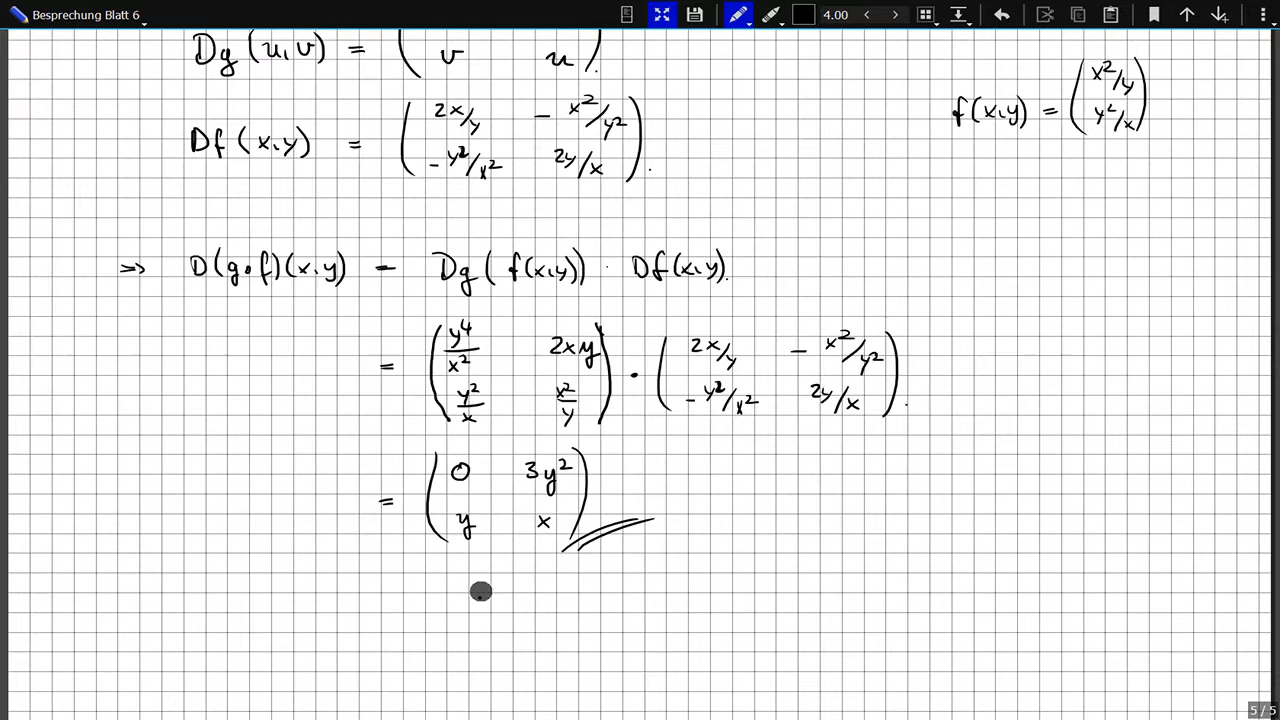 Besprechung Blatt 6
4.00
Dg (u,v) = ( v u ).
f(x,y) = ( x²/y
y²/x )
Df (x,y) = ( 2x/y - x²/y²
- y²/x² 2y/x ).
⇒ D(g∘f)(x,y) = Dg( f(x,y)) · Df(x,y).
= ( y⁴/x² 2xy
y²/x x²/y ) · ( 2x/y - x²/y²
- y²/x² 2y/x ).
= ( 0 3y²
y x )
5 / 5